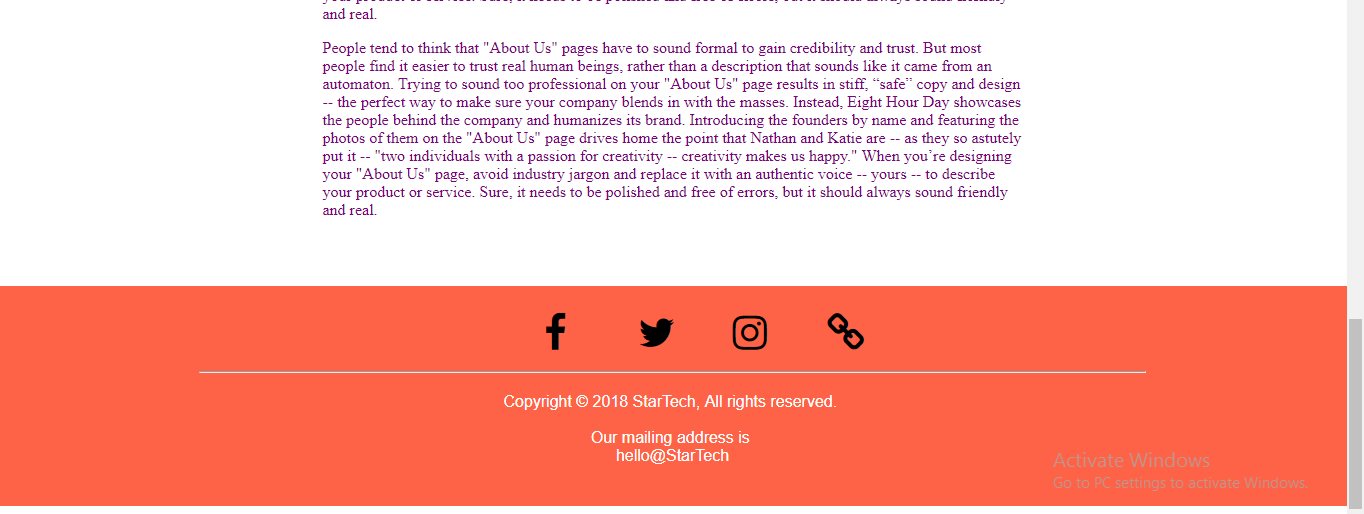 and real.
People tend to think that "About Us" pages have to sound formal to gain credibility and trust. But most
people find it easier to trust real human beings, rather than a description that sounds like it came from an
automaton. Trying to sound too professional on your "About Us" page results in stiff, “safe” copy and design
-- the perfect way to make sure your company blends in with the masses. Instead, Eight Hour Day showcases
the people behind the company and humanizes its brand. Introducing the founders by name and featuring the
photos of them on the "About Us" page drives home the point that Nathan and Katie are -- as they so astutely
put it -- "two individuals with a passion for creativity -- creativity makes us happy." When you’re designing
your "About Us" page, avoid industry jargon and replace it with an authentic voice -- yours -- to describe
your product or service. Sure, it needs to be polished and free of errors, but it should always sound friendly
and real.
Copyright © 2018 StarTech, All rights reserved.
Our mailing address is
hello@StarTech
Activate Windows
Go to PC settings to activate Windows.